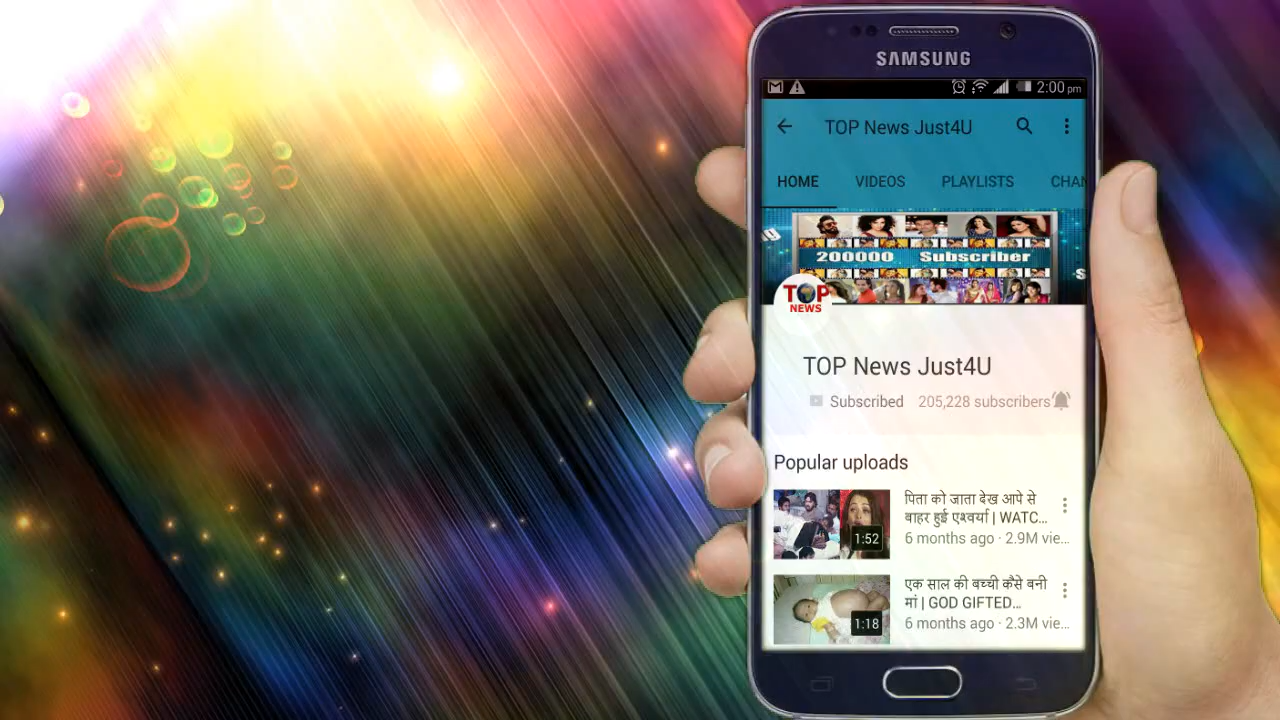 SAMSUNG
2:00 pm
TOP News Just4U
HOME VIDEOS PLAYLISTS CHAN
200000 Subscriber
S
TOP
NEWS
TOP News Just4U
Subscribed 205,228 subscribers
Popular uploads
पिता को जाता देख आपे से
बाहर हुई एश्वर्या | WATC...
6 months ago · 2.9M vie...
1:52
एक साल की बच्ची कैसे बनी
मां | GOD GIFTED...
6 months ago · 2.3M vie...
1:18